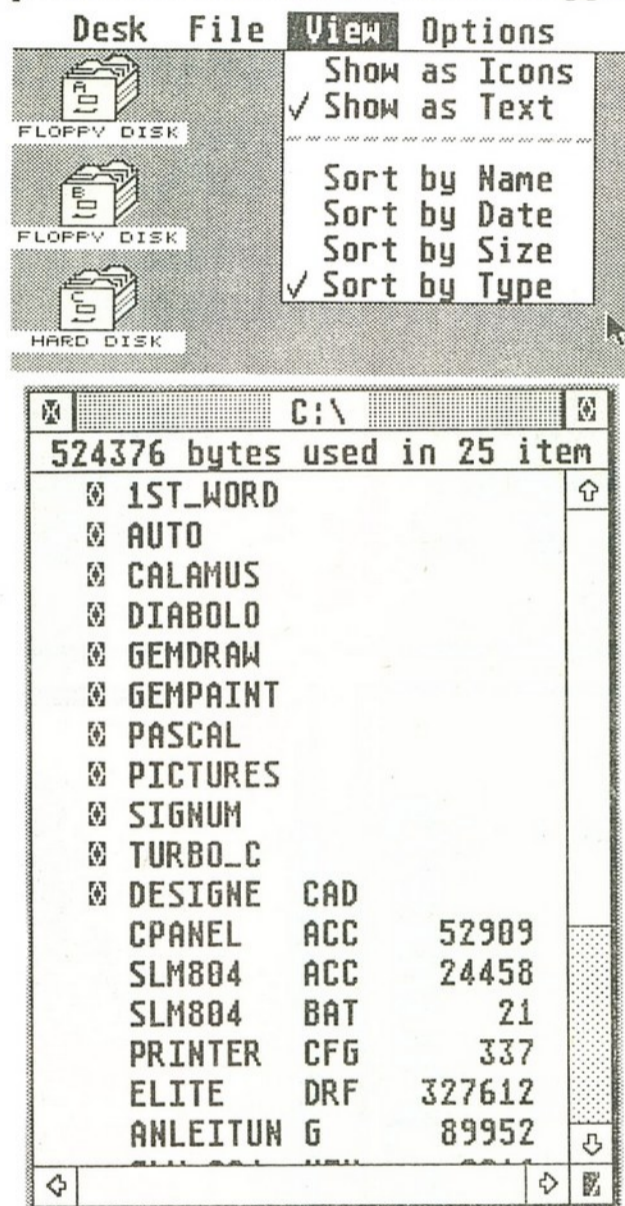 Desk File View Options
Show as Icons
✓ Show as Text
Sort by Name
Sort by Date
Sort by Size
✓ Sort by Type
A
FLOPPY DISK
B
FLOPPY DISK
C
HARD DISK
C:\
524376 bytes used in 25 item
1ST_WORD
AUTO
CALAMUS
DIABOLO
GEMDRAW
GEMPAINT
PASCAL
PICTURES
SIGNUM
TURBO_C
DESIGNE CAD
CPANEL ACC 52909
SLM804 ACC 24458
SLM804 BAT 21
PRINTER CFG 337
ELITE DRF 327612
ANLEITUN G 89952